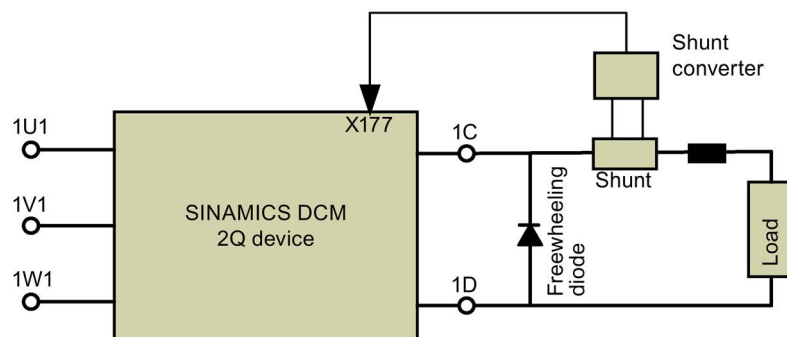 Shunt
converter
1U1
X177
1C
Shunt
1V1
SINAMICS DCM
2Q device
Freewheeling
diode
Load
1W1
1D